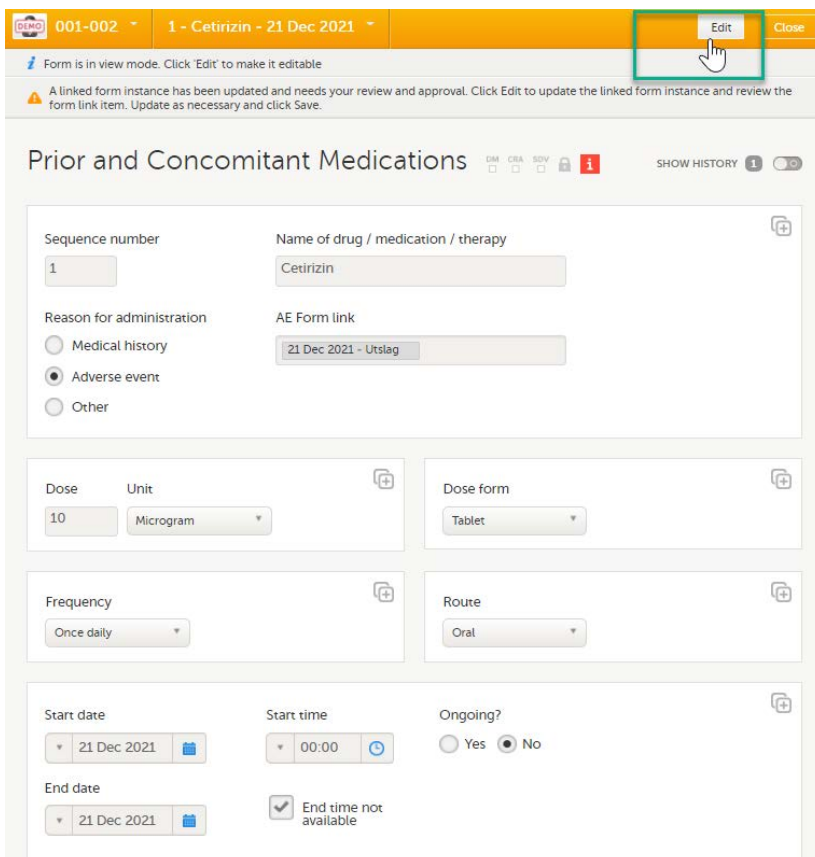 DEMO 001-002 1 - Cetirizin - 21 Dec 2021 Edit Close
i Form is in view mode. Click 'Edit' to make it editable
A linked form instance has been updated and needs your review and approval. Click Edit to update the linked form instance and review the
form link item. Update as necessary and click Save.
Prior and Concomitant Medications DM CRA SDV i SHOW HISTORY 1
Sequence number Name of drug / medication / therapy
1 Cetirizin
Reason for administration AE Form link
Medical history 21 Dec 2021 - Utslag
Adverse event
Other
Dose Unit Dose form
10 Microgram Tablet
Frequency Route
Once daily Oral
Start date Start time Ongoing?
21 Dec 2021 00:00 Yes No
End date
21 Dec 2021 End time not
available